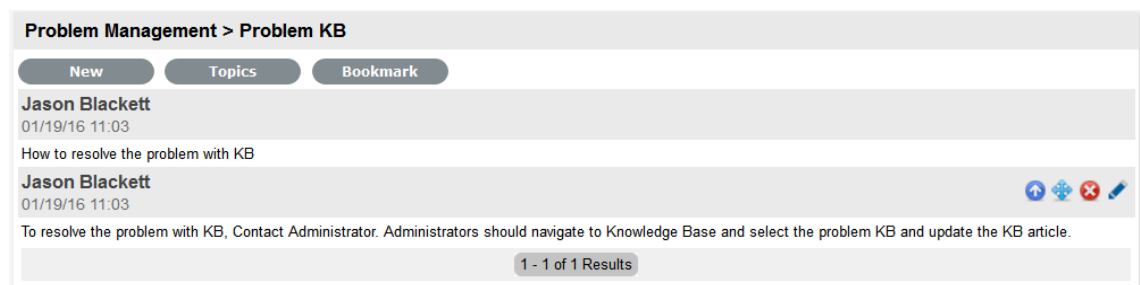 Problem Management > Problem KB
New Topics Bookmark
Jason Blackett
01/19/16 11:03
How to resolve the problem with KB
Jason Blackett
01/19/16 11:03
To resolve the problem with KB, Contact Administrator. Administrators should navigate to Knowledge Base and select the problem KB and update the KB article.
1 - 1 of 1 Results